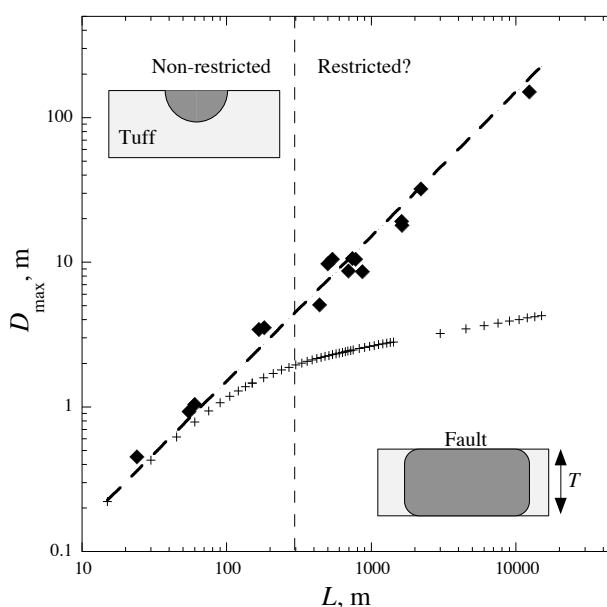 Non-restricted
Restricted?
Tuff
100
10
1
0.1
D max, m
Fault
T
10
100
1000
10000
L, m